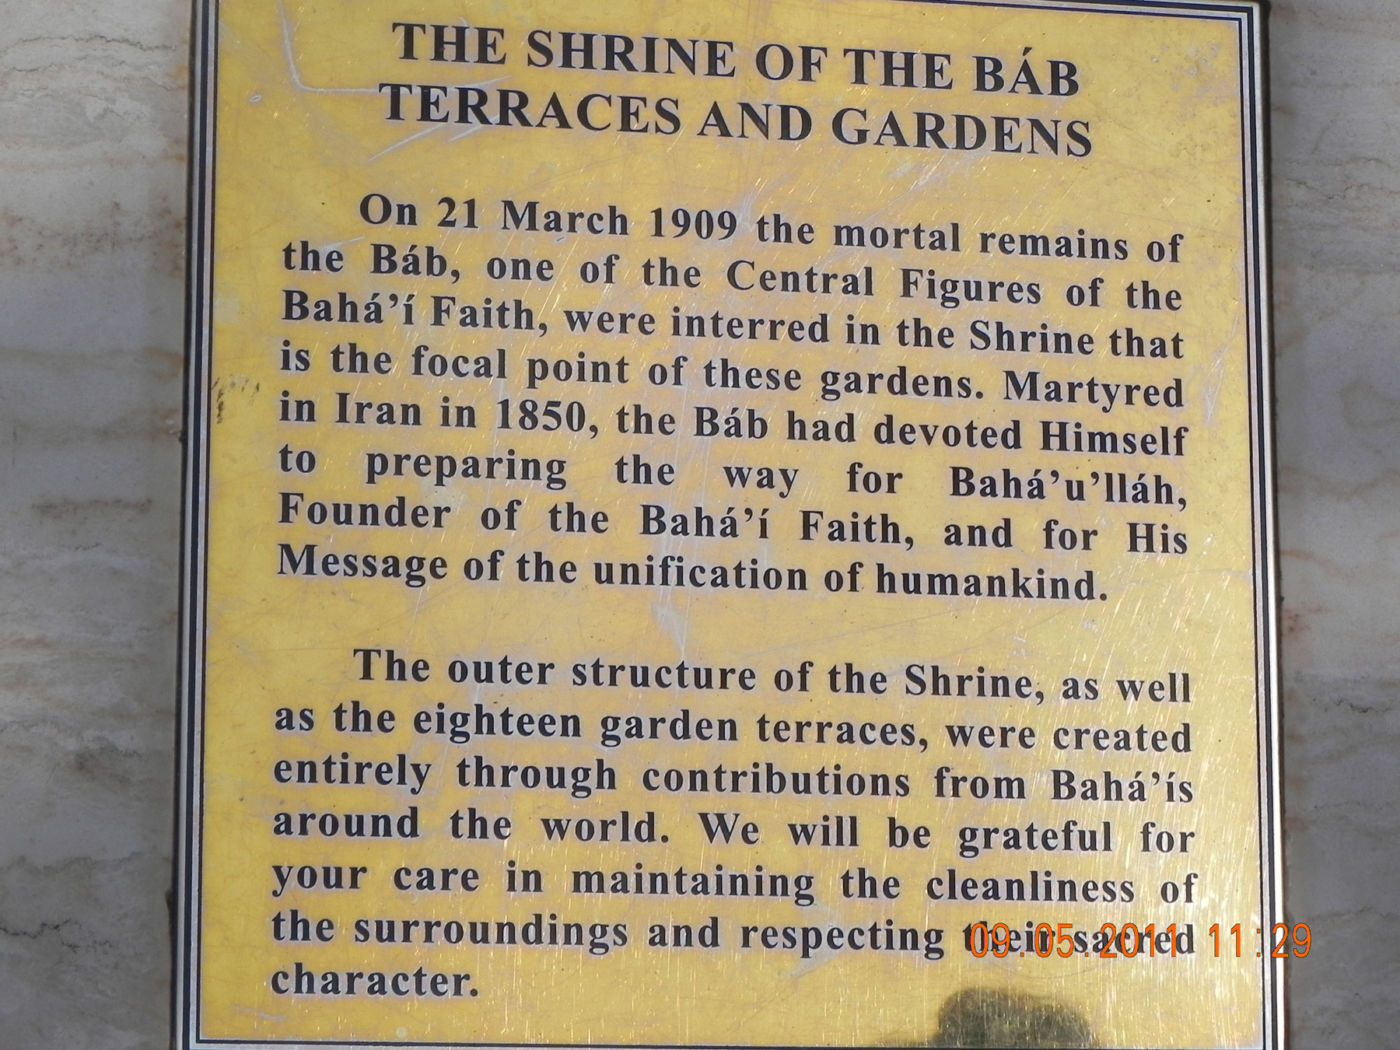 THE SHRINE OF THE BÁB
TERRACES AND GARDENS
On 21 March 1909 the mortal remains of
the Báb, one of the Central Figures of the
Bahá’í Faith, were interred in the Shrine that
is the focal point of these gardens. Martyred
in Iran in 1850, the Báb had devoted Himself
to preparing the way for Bahá’u’lláh,
Founder of the Bahá’í Faith, and for His
Message of the unification of humankind.
The outer structure of the Shrine, as well
as the eighteen garden terraces, were created
entirely through contributions from Bahá’ís
around the world. We will be grateful for
your care in maintaining the cleanliness of
the surroundings and respecting their sacred
character.
09.05.2011 11:29